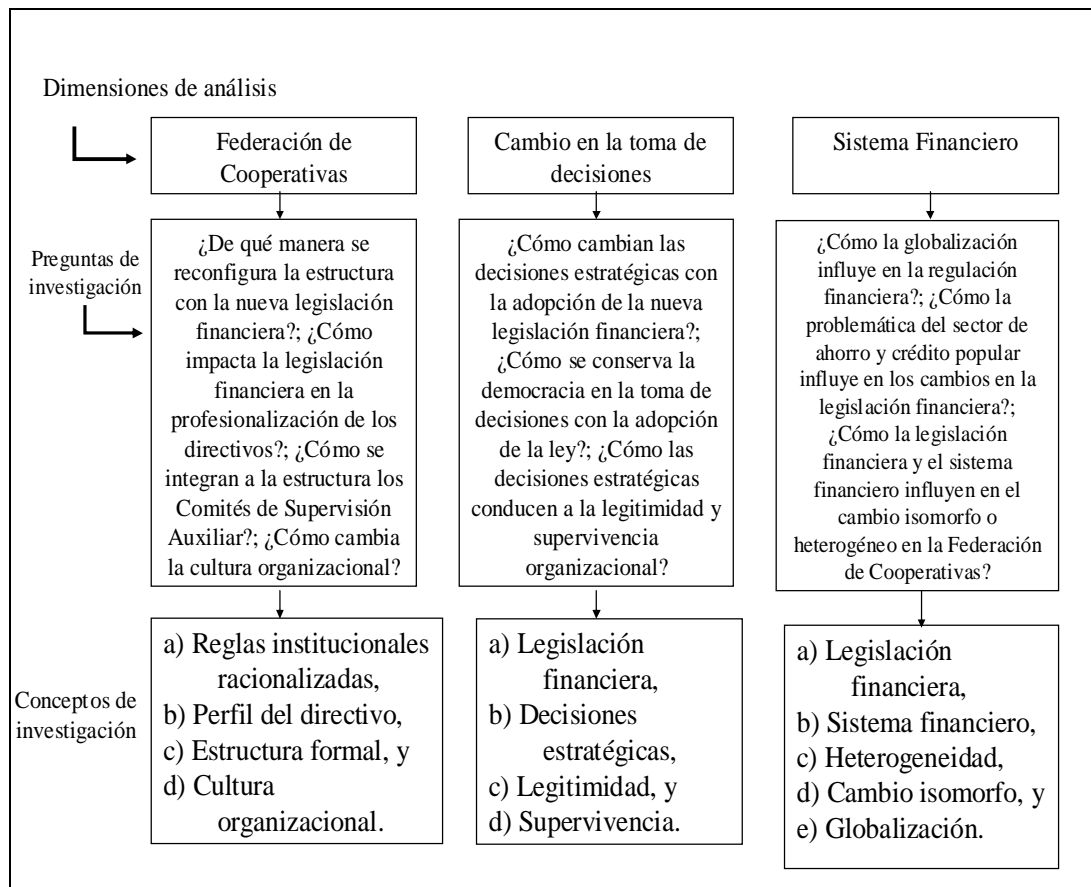 Dimensiones de análisis
Federación de
Cooperativas
Cambio en la toma de
decisiones
Sistema Financiero
Preguntas de
investigación
¿De qué manera se
reconfigura la estructura
con la nueva legislación
financiera?; ¿Cómo
impacta la legislación
financiera en la
profesionalización de los
directivos?; ¿Cómo se
integran a la estructura los
Comités de Supervisión
Auxiliar?; ¿Cómo cambia
la cultura organizacional?
¿Cómo cambian las
decisiones estratégicas con
la adopción de la nueva
legislación financiera?;
¿Cómo se conserva la
democracia en la toma de
decisiones con la adopción
de la ley?; ¿Cómo las
decisiones estratégicas
conducen a la legitimidad y
supervivencia
organizacional?
¿Cómo la globalización
influye en la regulación
financiera?; ¿Cómo la
problemática del sector de
ahorro y crédito popular
influye en los cambios en la
legislación financiera?;
¿Cómo la legislación
financiera y el sistema
financiero influyen en el
cambio isomorfo o
heterogéneo en la Federación
de Cooperativas?
Conceptos de
investigación
a) Reglas institucionales
racionalizadas,
b) Perfil del directivo,
c) Estructura formal, y
d) Cultura
organizacional.
a) Legislación
financiera,
b) Decisiones
estratégicas,
c) Legitimidad, y
d) Supervivencia.
a) Legislación
financiera,
b) Sistema financiero,
c) Heterogeneidad,
d) Cambio isomorfo, y
e) Globalización.